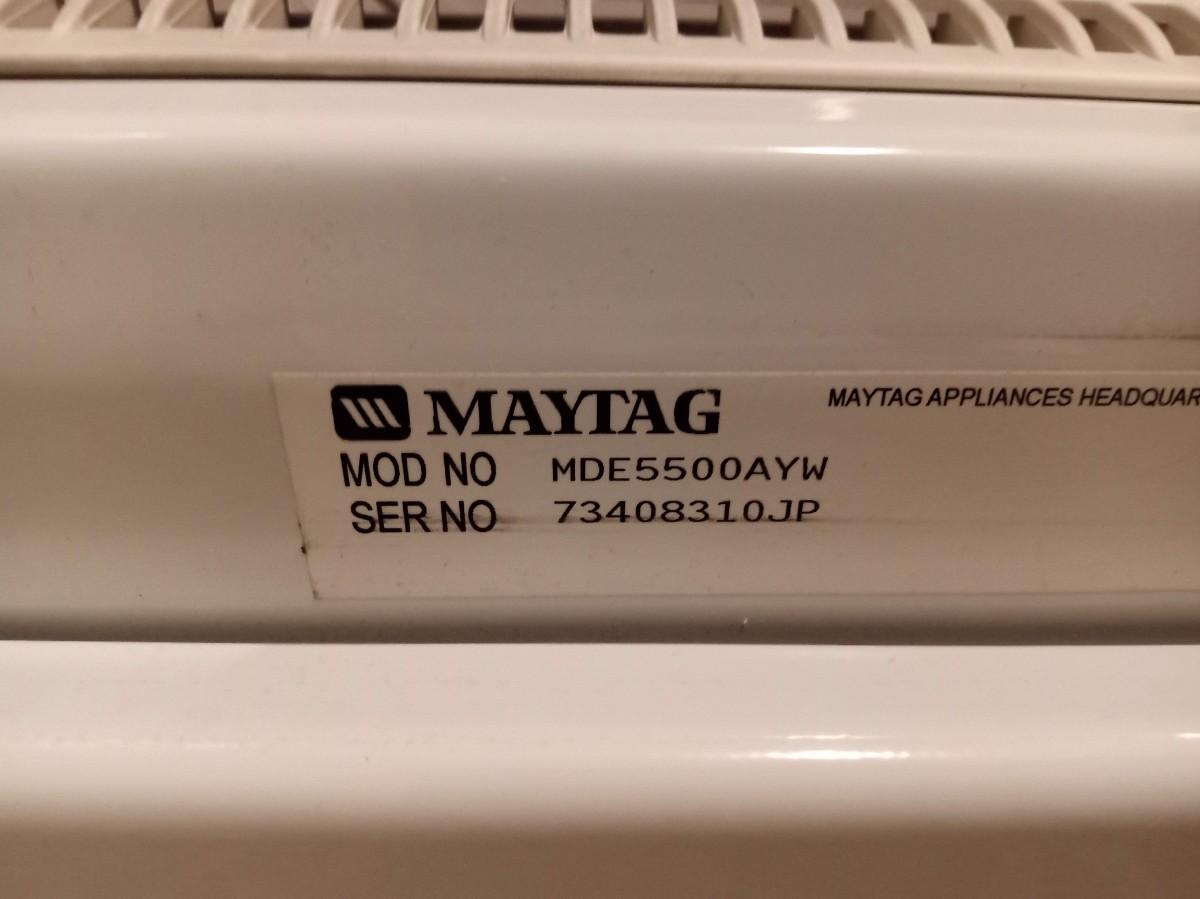 MAYTAG
MAYTAG APPLIANCES HEADQUAR
MOD NO MDE5500AYW
SER NO 73408310JP